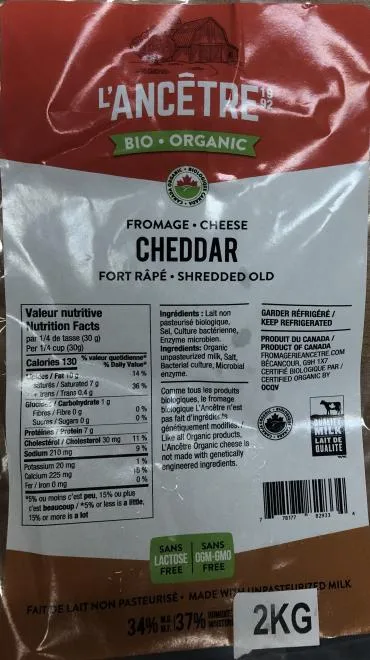 L'ANCÊTRE 19 92
BIO • ORGANIC
FROMAGE • CHEESE
CHEDDAR
FORT RÂPÉ • SHREDDED OLD
Valeur nutritive
Nutrition Facts
par 1/4 de tasse (30 g)
Per 1/4 cup (30g)
Calories 130 % valeur quotidienne*
% Daily Value*
Lipides / Fat 10 g 14 %
saturés / Saturated 7 g 36 %
+ trans / Trans 0,4 g
Glucides / Carbohydrate 1 g
Fibres / Fibre 0 g 0 %
Sucres / Sugars 0 g 0 %
Protéines / Protein 7 g
Cholestérol / Cholesterol 30 mg 11 %
Sodium 210 mg 9 %
Potassium 20 mg 1 %
Calcium 225 mg %
Fer / Iron 0 mg 0 %
*5% ou moins c'est peu, 15% ou plus
c'est beaucoup / *5% or less is a little,
15% or more is a lot
Ingrédients : Lait non
pasteurisé biologique,
Sel, Culture bactérienne,
Enzyme microbien.
Ingredients: Organic
unpasteurized milk, Salt,
Bacterial culture, Microbial
enzyme.
Comme tous les produits
biologiques, le fromage
biologique L'Ancêtre n'est
pas fait d'ingrédients
génétiquement modifiés. /
Like all Organic products,
L'Ancêtre Organic cheese is
not made with genetically
engineered ingredients.
GARDER RÉFRIGÉRÉ /
KEEP REFRIGERATED
PRODUIT DU CANADA /
PRODUCT OF CANADA
FROMAGERIEANCETRE.COM
BÉCANCOUR, G9H 1X7
CERTIFIÉ BIOLOGIQUE PAR /
CERTIFIED ORGANIC BY
OCQV
QUALITY
MILK
LAIT DE
QUALITÉ
SANS
LACTOSE
FREE
SANS
OGM-GMO
FREE
FAIT DE LAIT NON PASTEURISÉ • MADE WITH UNPASTEURIZED MILK
34% M.G. 37%
2KG